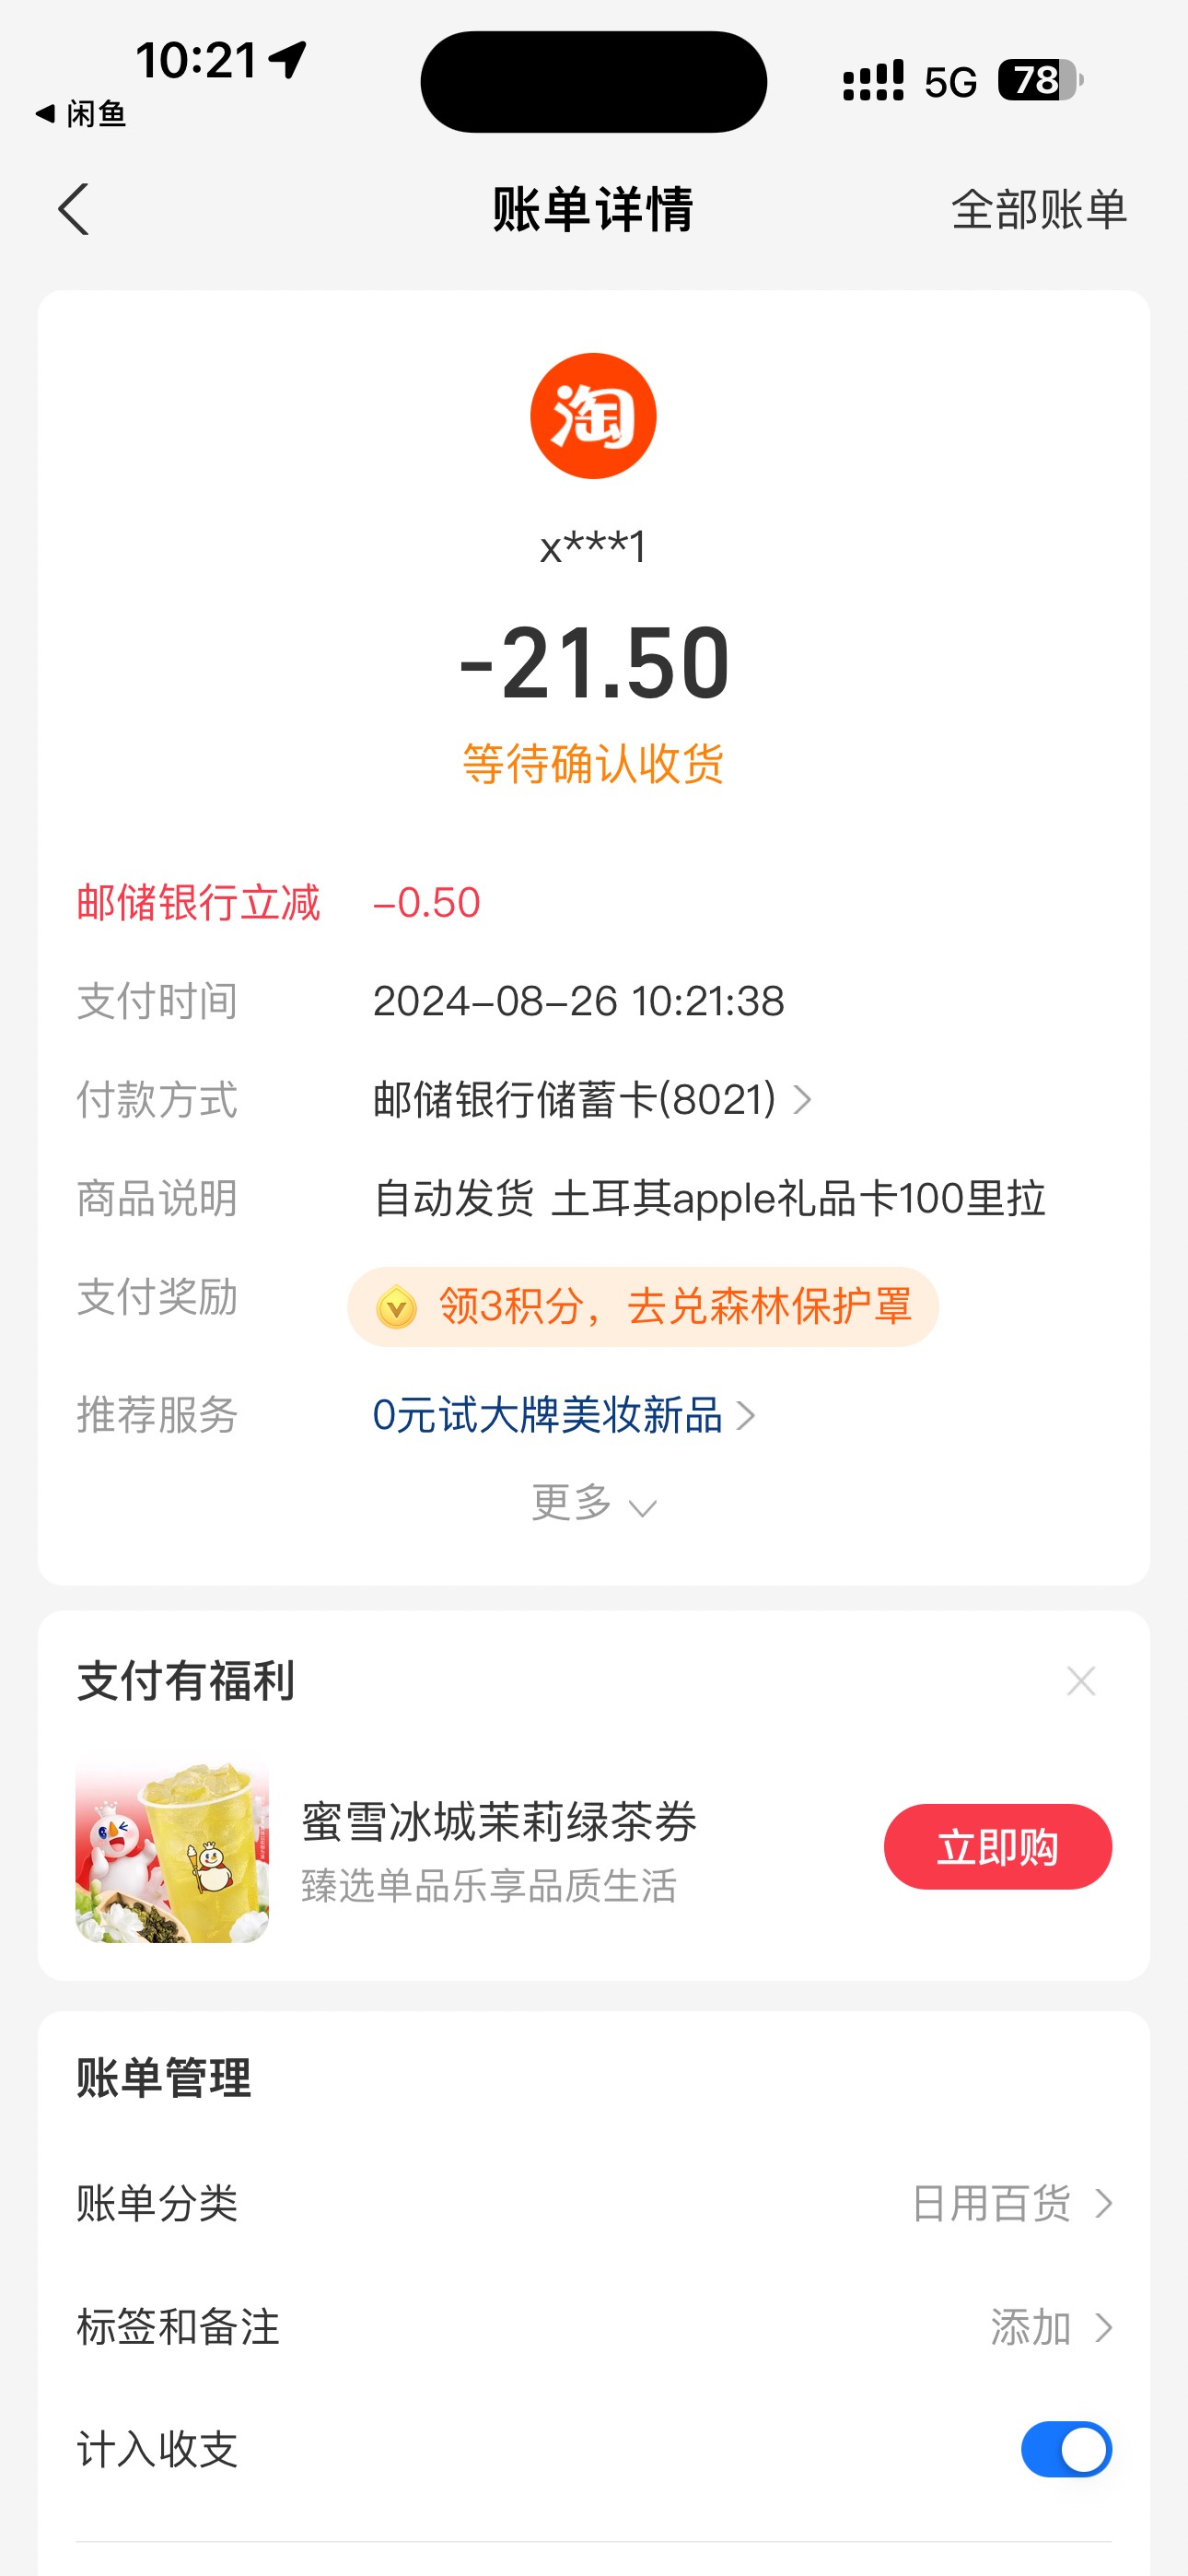 10:21
5G
78
闲鱼
账单详情
全部账单
淘
x***1
-21.50
等待确认收货
邮储银行立减 -0.50
支付时间 2024-08-26 10:21:38
付款方式 邮储银行储蓄卡(8021)
商品说明 自动发货 土耳其apple礼品卡100里拉
支付奖励 领3积分，去兑森林保护罩
推荐服务 0元试大牌美妆新品
更多
支付有福利
蜜雪冰城茉莉绿茶券
臻选单品乐享品质生活
立即购
账单管理
账单分类 日用百货
标签和备注 添加
计入收支